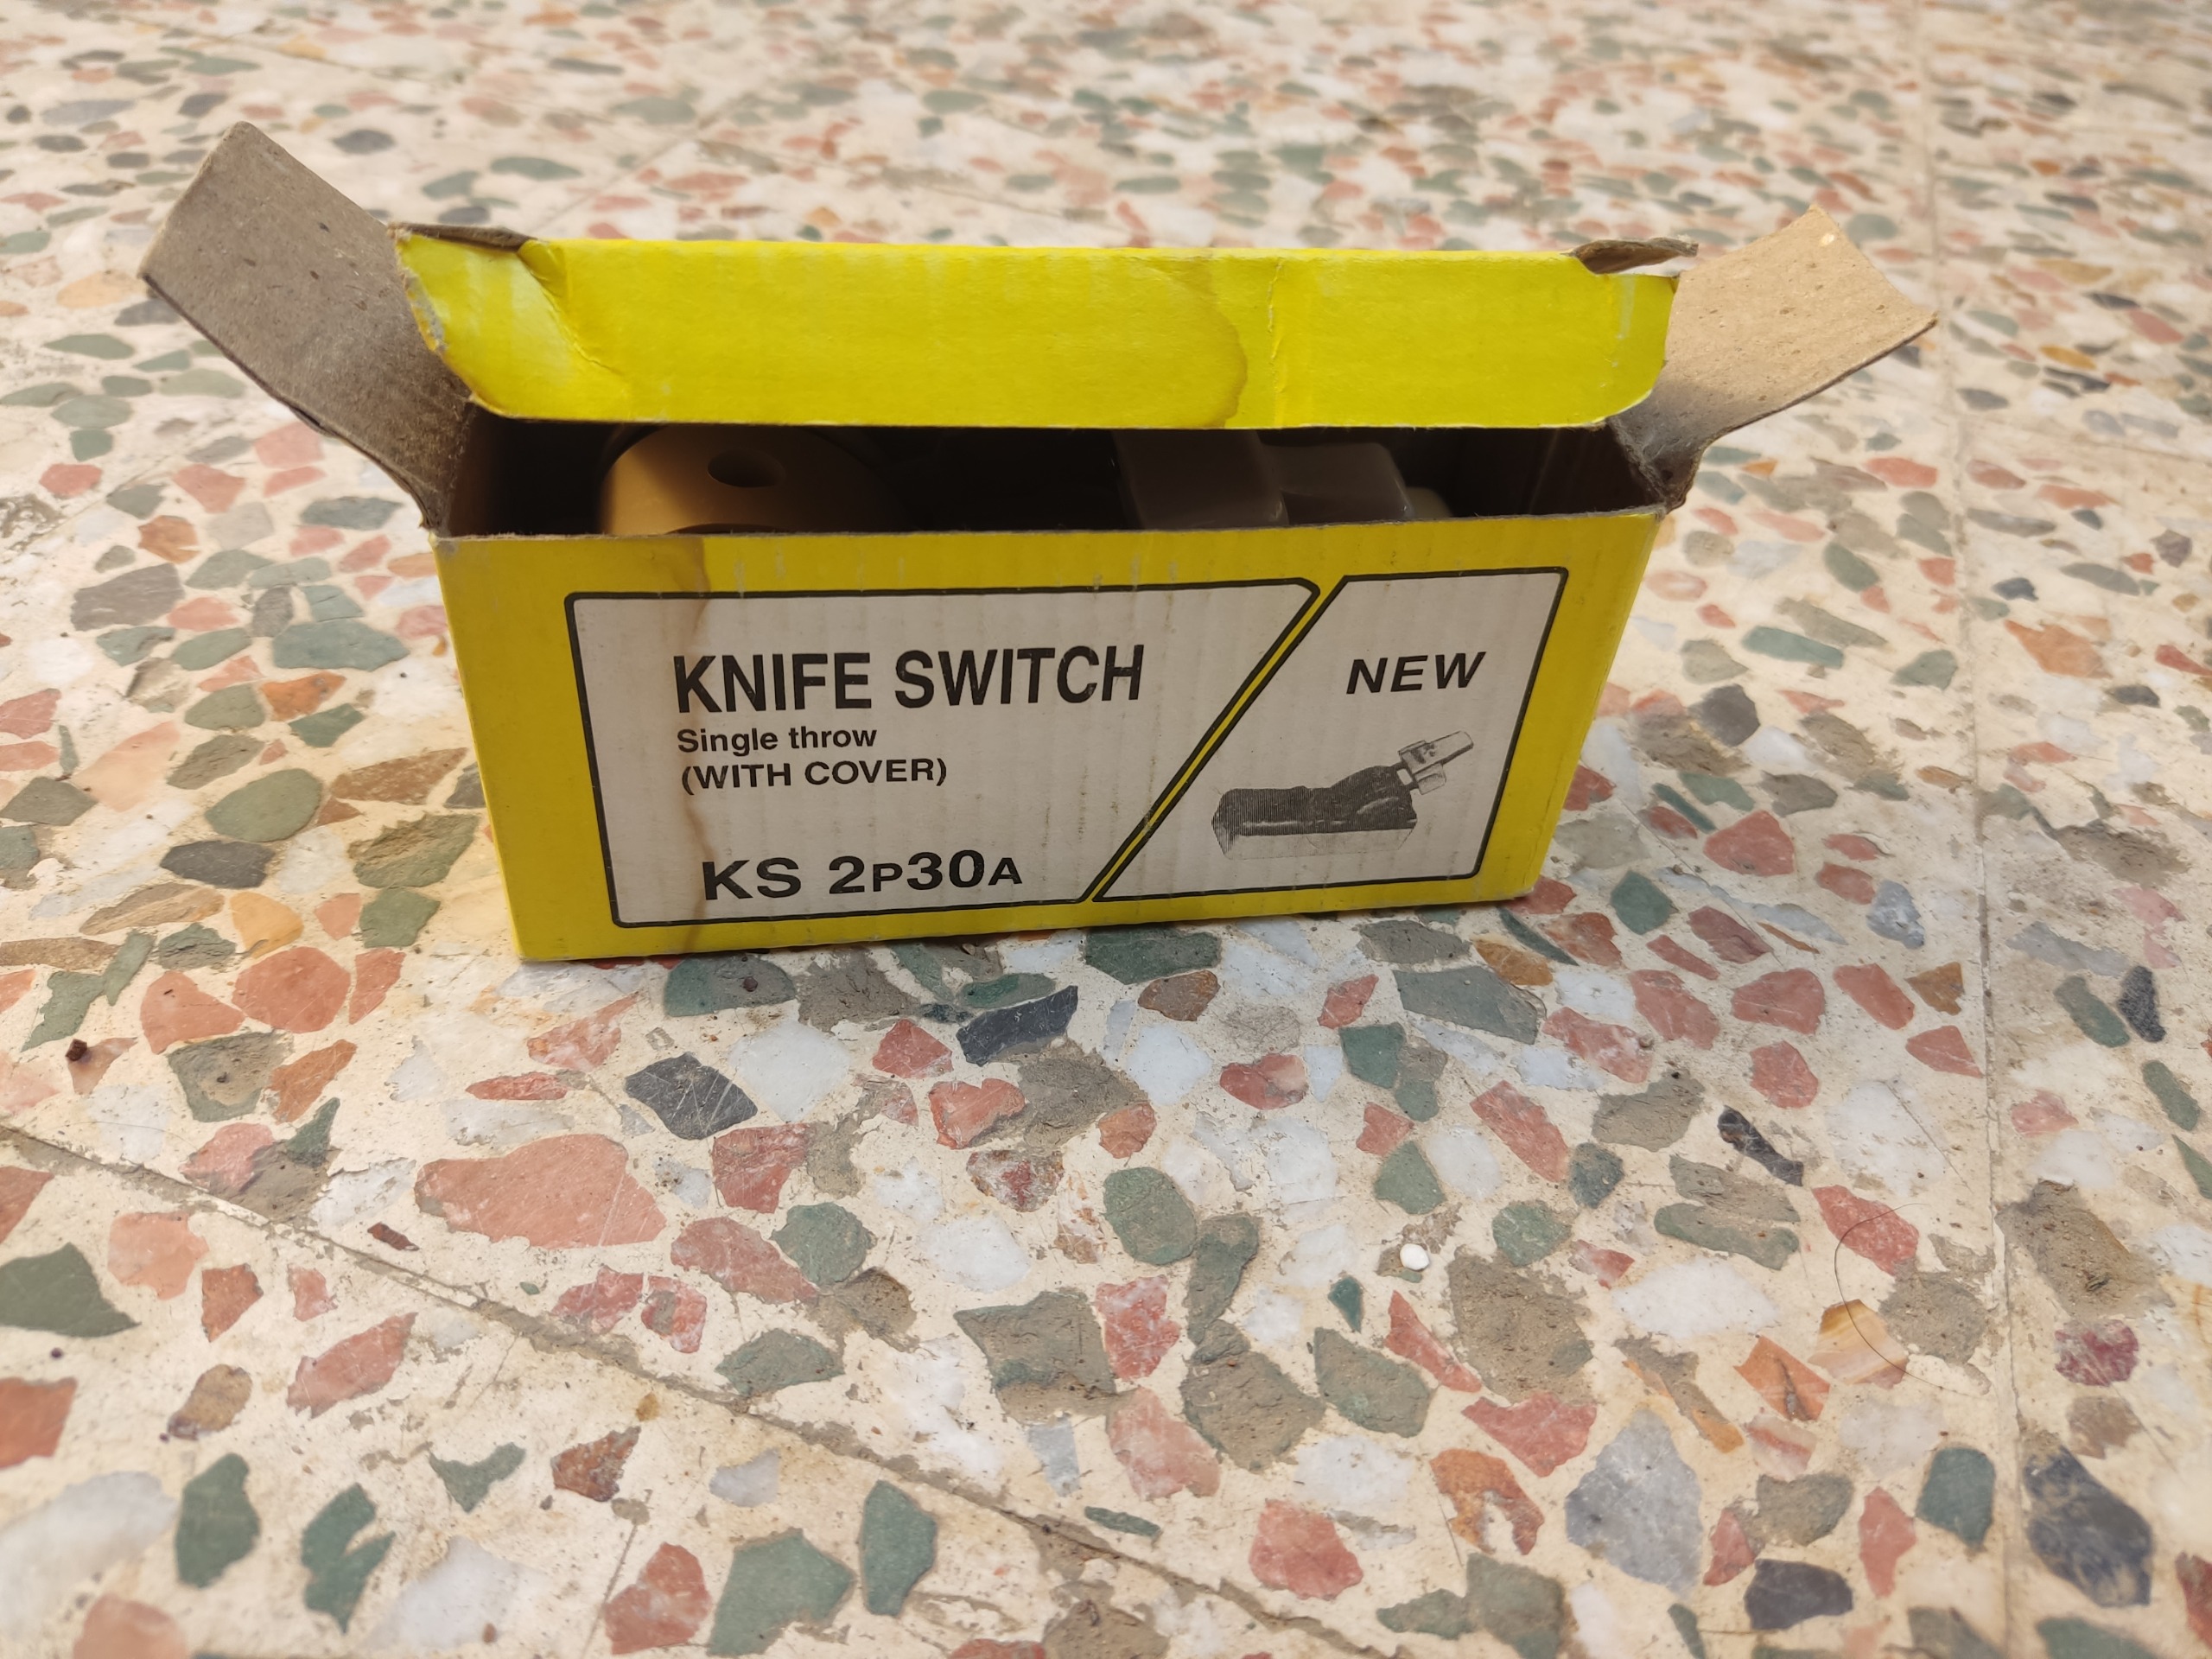 KNIFE SWITCH
Single throw
(WITH COVER)
KS 2P30A
NEW